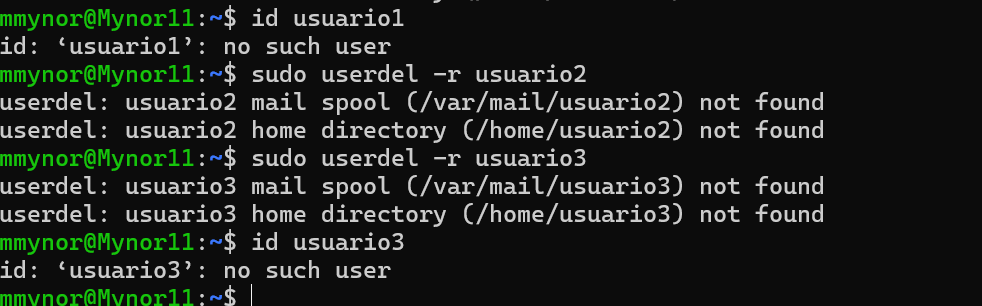 mmynor@Mynor11:~$ id usuario1
id: ‘usuario1’: no such user
mmynor@Mynor11:~$ sudo userdel -r usuario2
userdel: usuario2 mail spool (/var/mail/usuario2) not found
userdel: usuario2 home directory (/home/usuario2) not found
mmynor@Mynor11:~$ sudo userdel -r usuario3
userdel: usuario3 mail spool (/var/mail/usuario3) not found
userdel: usuario3 home directory (/home/usuario3) not found
mmynor@Mynor11:~$ id usuario3
id: ‘usuario3’: no such user
mmynor@Mynor11:~$